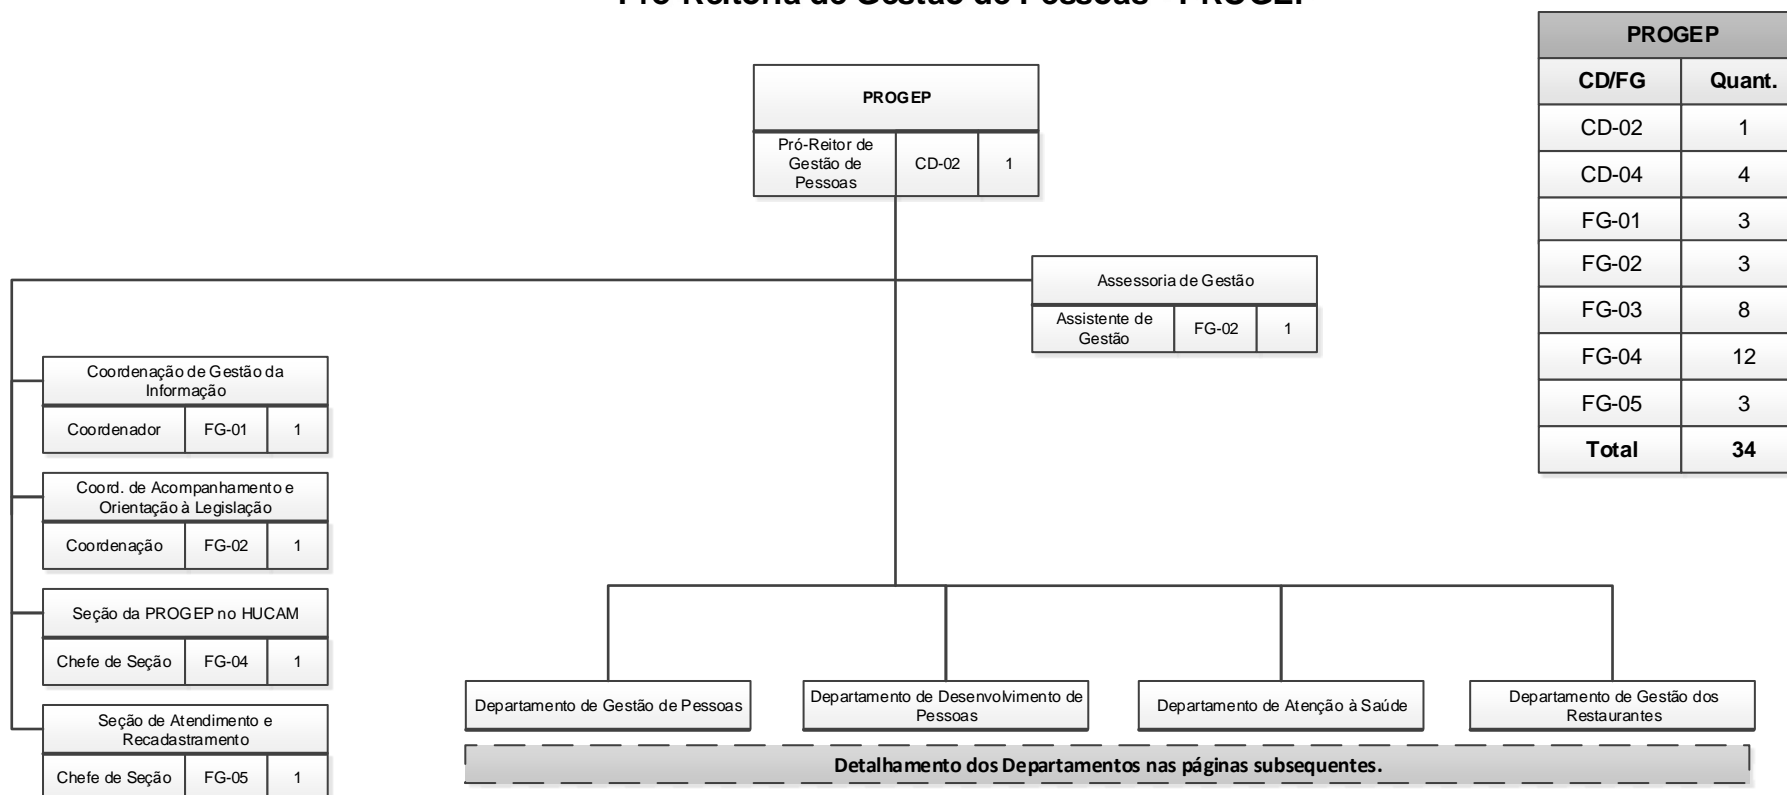 Pró-Reitoria de Gestão de Pessoas - PROGEP
PROGEP
CD/FG Quant.
CD-02 1
CD-04 4
FG-01 3
FG-02 3
FG-03 8
FG-04 12
FG-05 3
Total 34
PROGEP
Pró-Reitor de
Gestão de
Pessoas
CD-02
1
Assessoria de Gestão
Assistente de
Gestão
FG-02
1
Coordenação de Gestão da
Informação
Coordenador FG-01 1
Coord. de Acompanhamento e
Orientação à Legislação
Coordenação FG-02 1
Seção da PROGEP no HUCAM
Chefe de Seção FG-04 1
Seção de Atendimento e
Recadastramento
Chefe de Seção FG-05 1
Departamento de Gestão de Pessoas
Departamento de Desenvolvimento de
Pessoas
Departamento de Atenção à Saúde
Departamento de Gestão dos
Restaurantes
Detalhamento dos Departamentos nas páginas subsequentes.